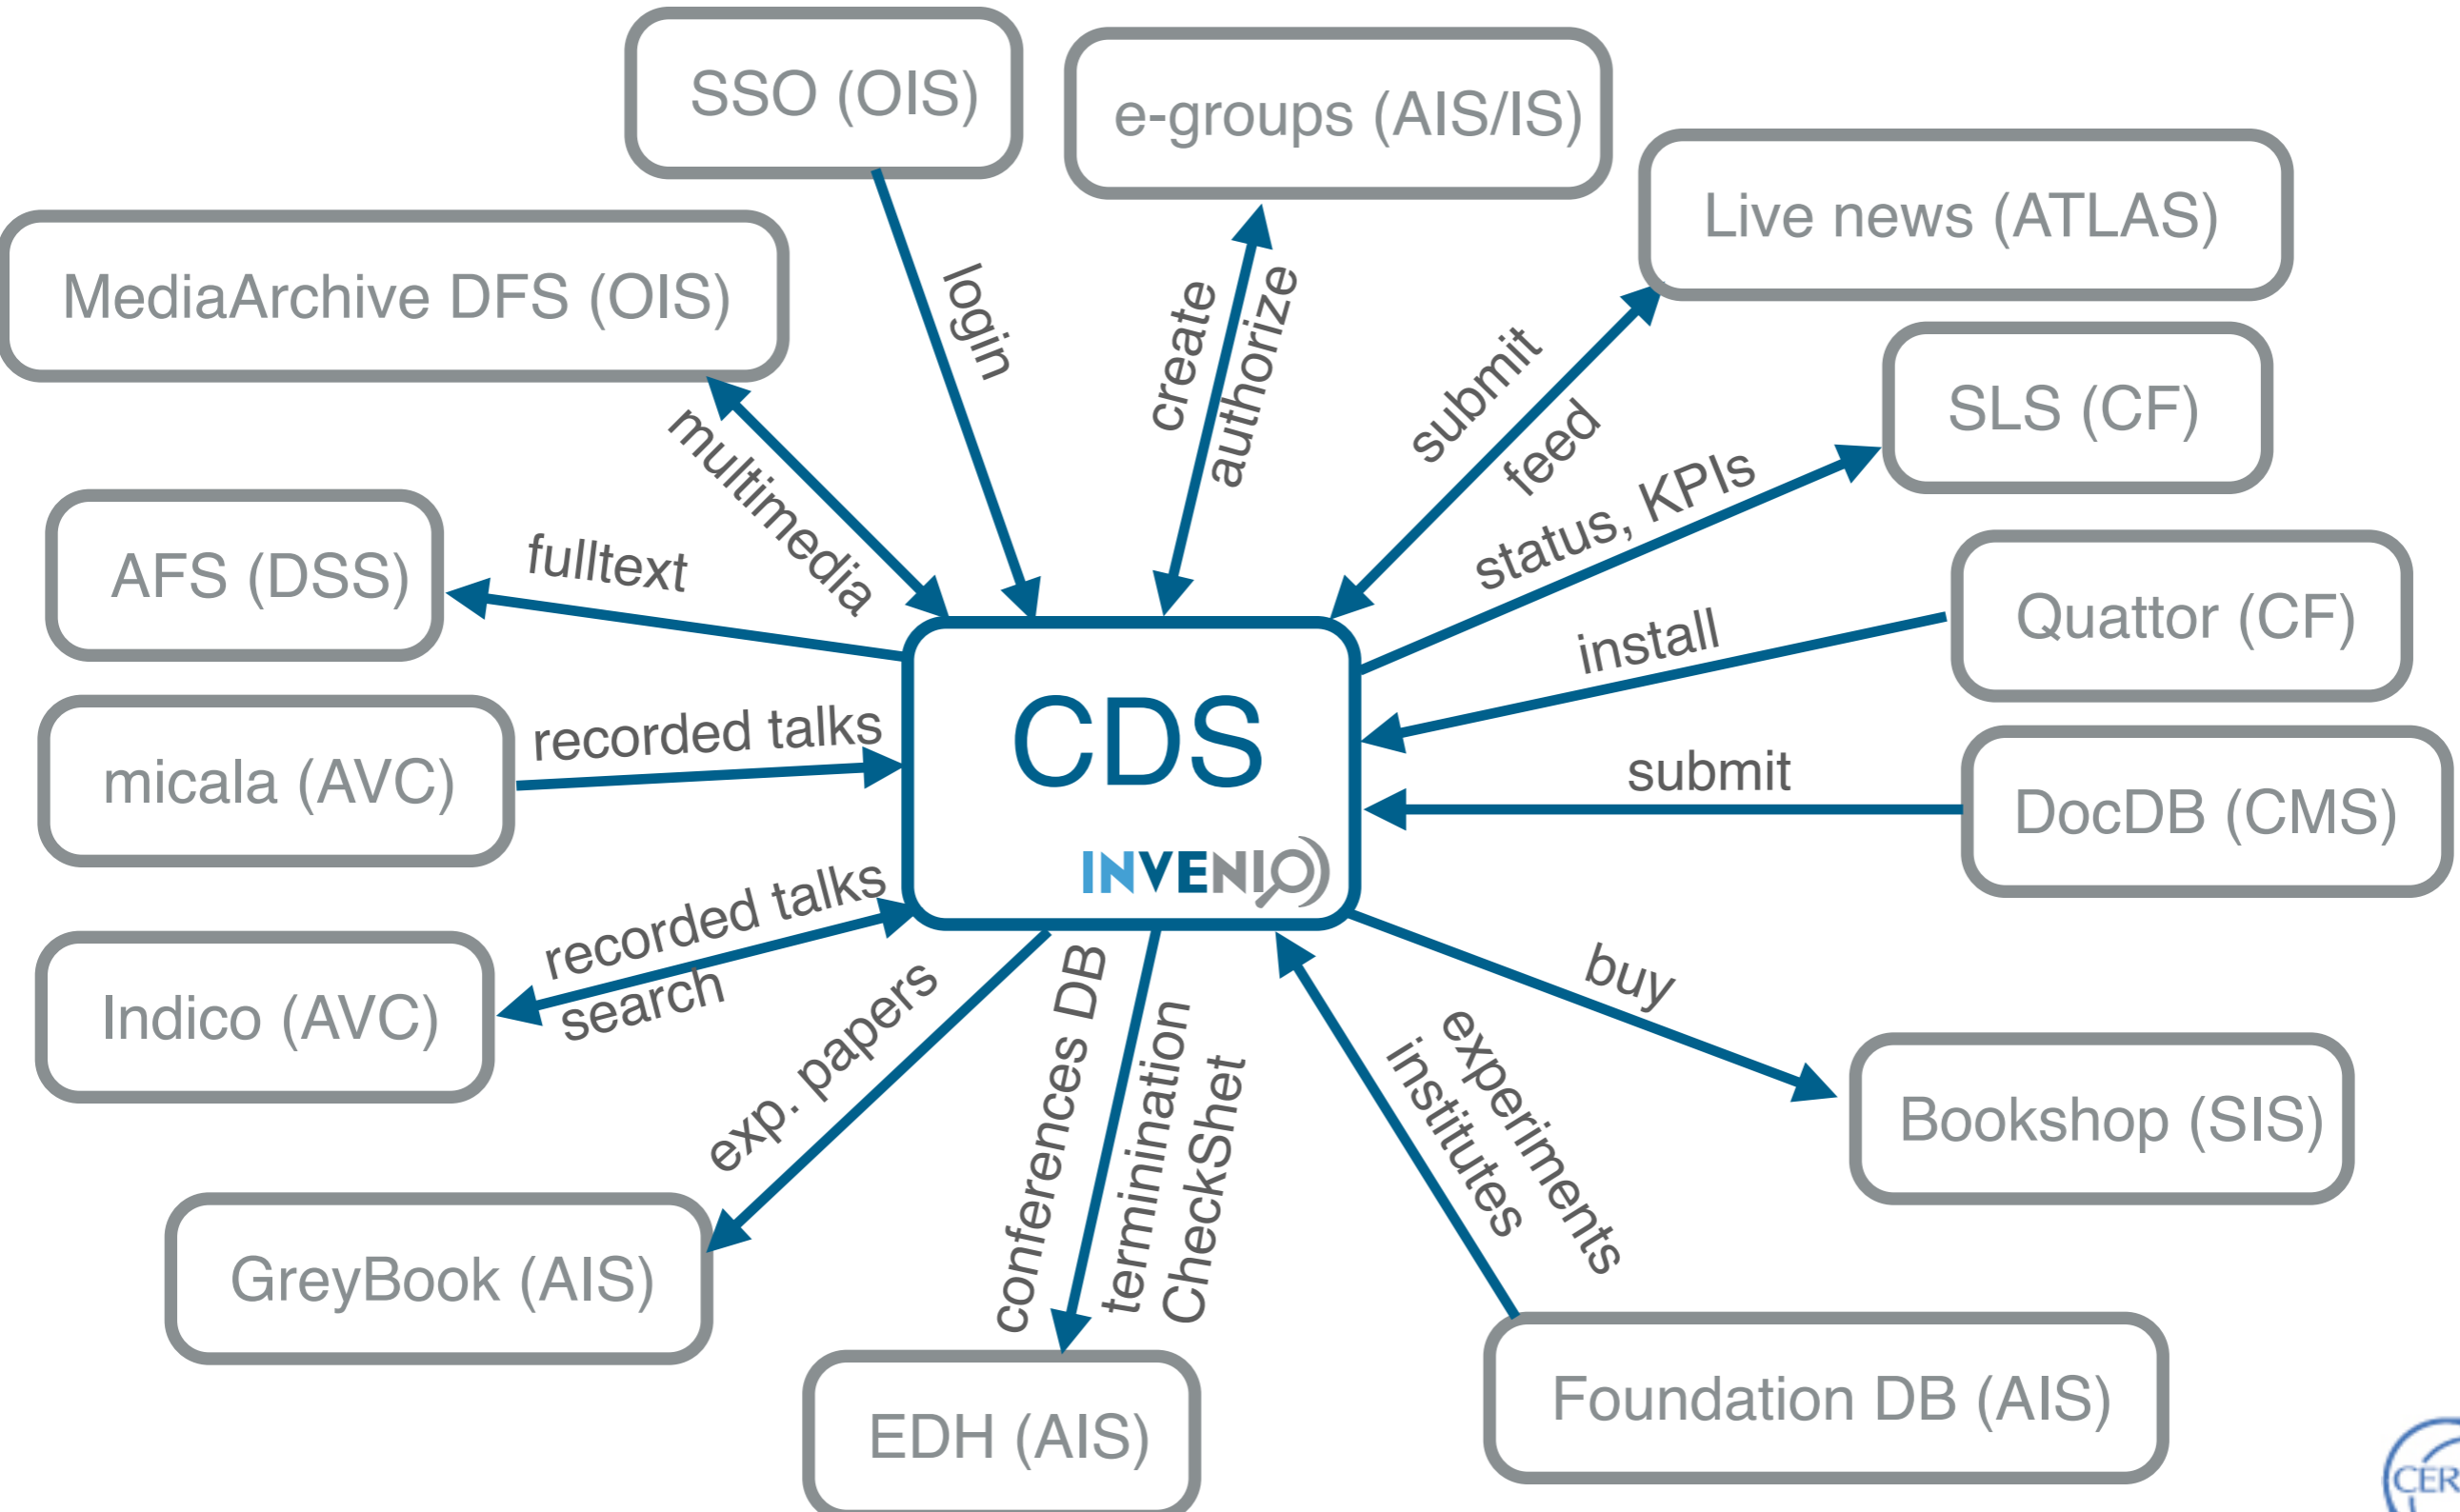 SSO (OIS)
e-groups (AIS/IS)
Live news (ATLAS)
MediaArchive DFS (OIS)
login
create
authorize
submit
feed
SLS (CF)
multimedia
status, KPIs
AFS (DSS)
fulltext
Quattor (CF)
install
CDS
INVENIO
micala (AVC)
recorded talks
submit
DocDB (CMS)
Indico (AVC)
recorded talks
search
buy
exp. papers
conferences DB
termination
CheckShet
experiments
institutes
Bookshop (SIS)
GreyBook (AIS)
EDH (AIS)
Foundation DB (AIS)